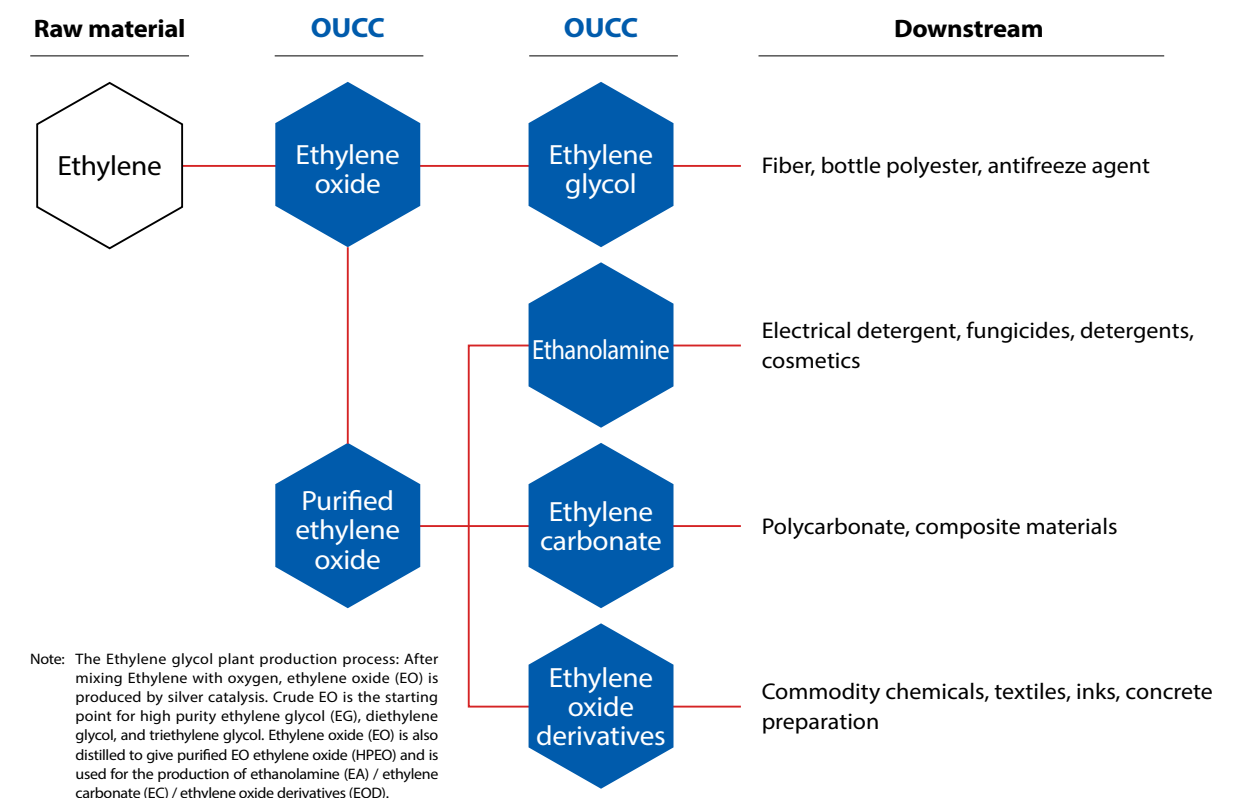 Raw material
OUCC
OUCC
Downstream
Ethylene
Ethylene
oxide
Ethylene
glycol
Fiber, bottle polyester, antifreeze agent
Ethanolamine
Electrical detergent, fungicides, detergents,
cosmetics
Purified
ethylene
oxide
Ethylene
carbonate
Polycarbonate, composite materials
Ethylene
oxide
derivatives
Commodity chemicals, textiles, inks, concrete
preparation
Note: The Ethylene glycol plant production process: After
mixing Ethylene with oxygen, ethylene oxide (EO) is
produced by silver catalysis. Crude EO is the starting
point for high purity ethylene glycol (EG), diethylene
glycol, and triethylene glycol. Ethylene oxide (EO) is also
distilled to give purified EO ethylene oxide (HPEO) and is
used for the production of ethanolamine (EA) / ethylene
carbonate (EC) / ethylene oxide derivatives (EOD).